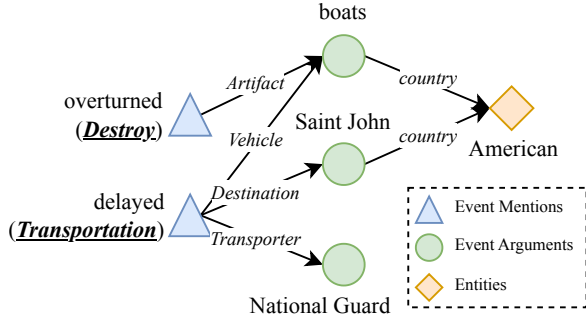 boats
overturned
(Destroy)
Artifact
country
Vehicle
Saint John
country
American
delayed
(Transportation)
Destination
Transporter
National Guard
Event Mentions
Event Arguments
Entities